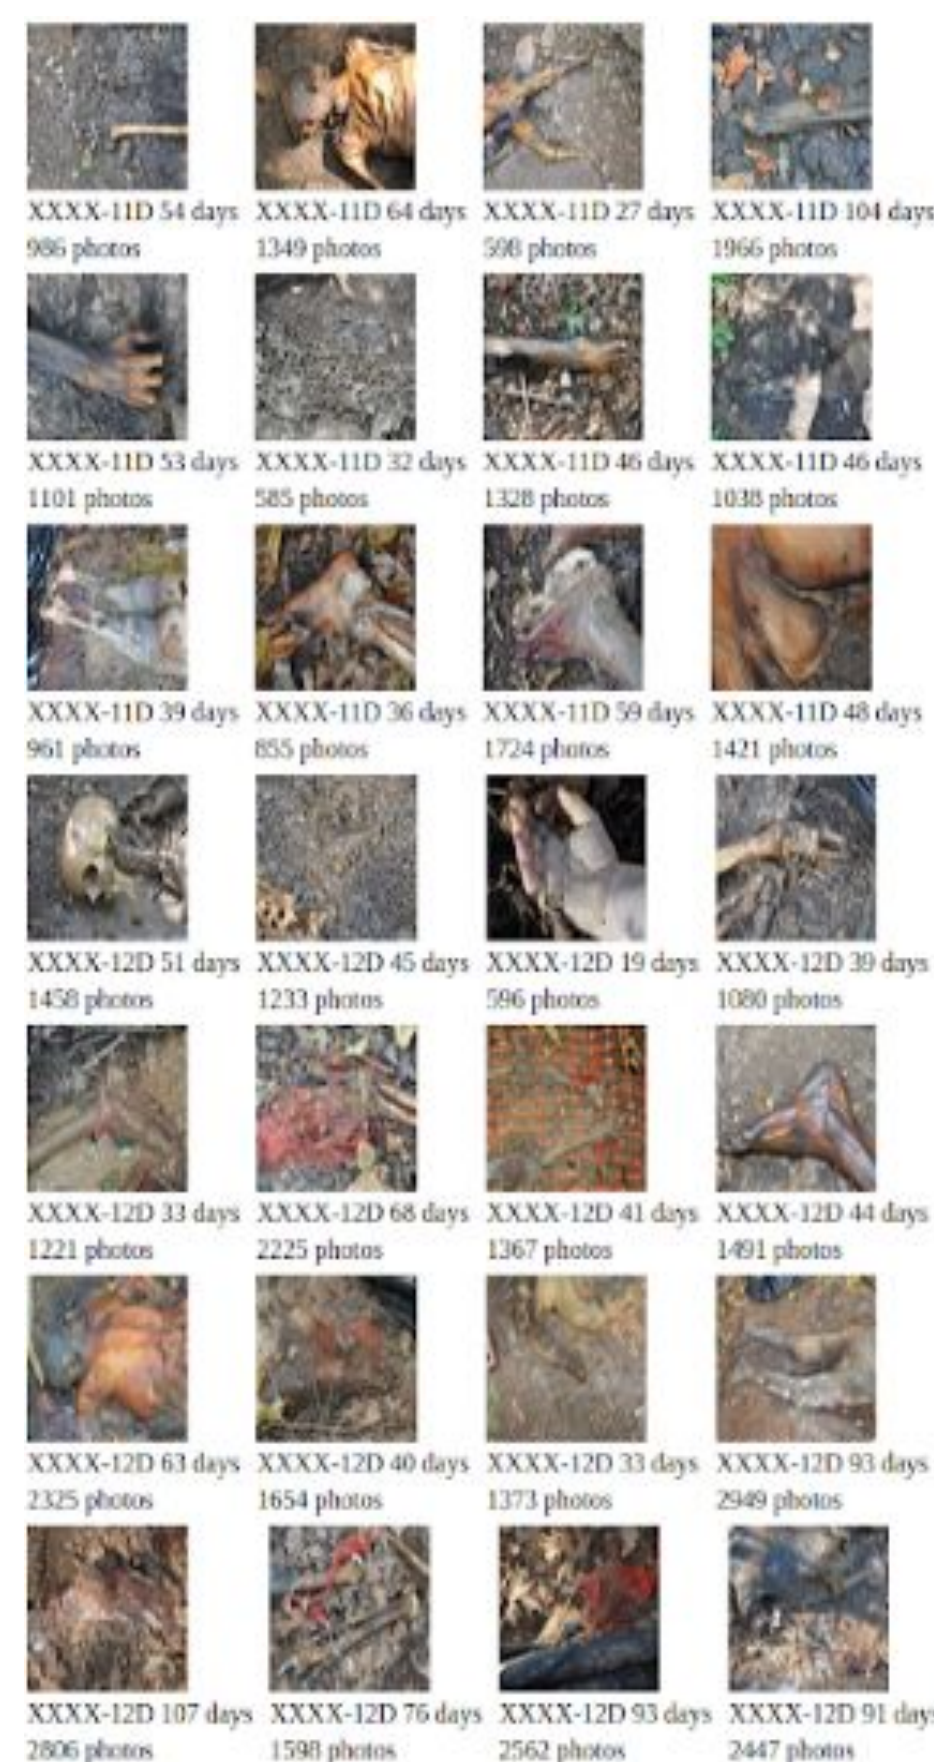 XXXX-11D 54 days
986 photos
XXXX-11D 64 days
1349 photos
XXXX-11D 27 days
598 photos
XXXX-11D 104 days
1966 photos
XXXX-11D 53 days
1101 photos
XXXX-11D 32 days
585 photos
XXXX-11D 46 days
1328 photos
XXXX-11D 46 days
1038 photos
XXXX-11D 39 days
961 photos
XXXX-11D 36 days
855 photos
XXXX-11D 59 days
1724 photos
XXXX-11D 48 days
1421 photos
XXXX-12D 51 days
1458 photos
XXXX-12D 45 days
1233 photos
XXXX-12D 19 days
596 photos
XXXX-12D 39 days
1080 photos
XXXX-12D 33 days
1221 photos
XXXX-12D 68 days
2225 photos
XXXX-12D 41 days
1367 photos
XXXX-12D 44 days
1491 photos
XXXX-12D 63 days
2325 photos
XXXX-12D 40 days
1654 photos
XXXX-12D 33 days
1373 photos
XXXX-12D 93 days
2949 photos
XXXX-12D 107 days
2806 photos
XXXX-12D 76 days
1598 photos
XXXX-12D 93 days
2562 photos
XXXX-12D 91 days
2447 photos